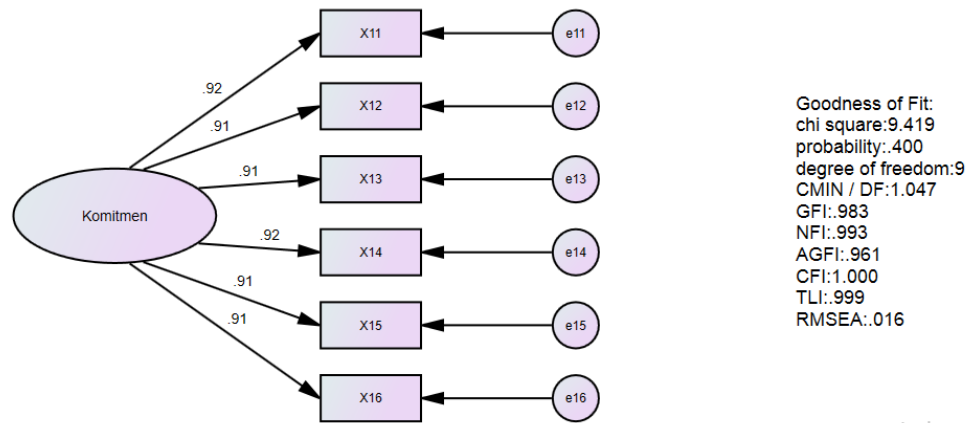 X11
e11
.92
X12
e12
.91
X13
e13
.91
Komitmen
X14
e14
.92
X15
e15
.91
X16
e16
.91
Goodness of Fit:
chi square:9.419
probability:.400
degree of freedom:9
CMIN / DF:1.047
GFI:.983
NFI:.993
AGFI:.961
CFI:1.000
TLI:.999
RMSEA:.016